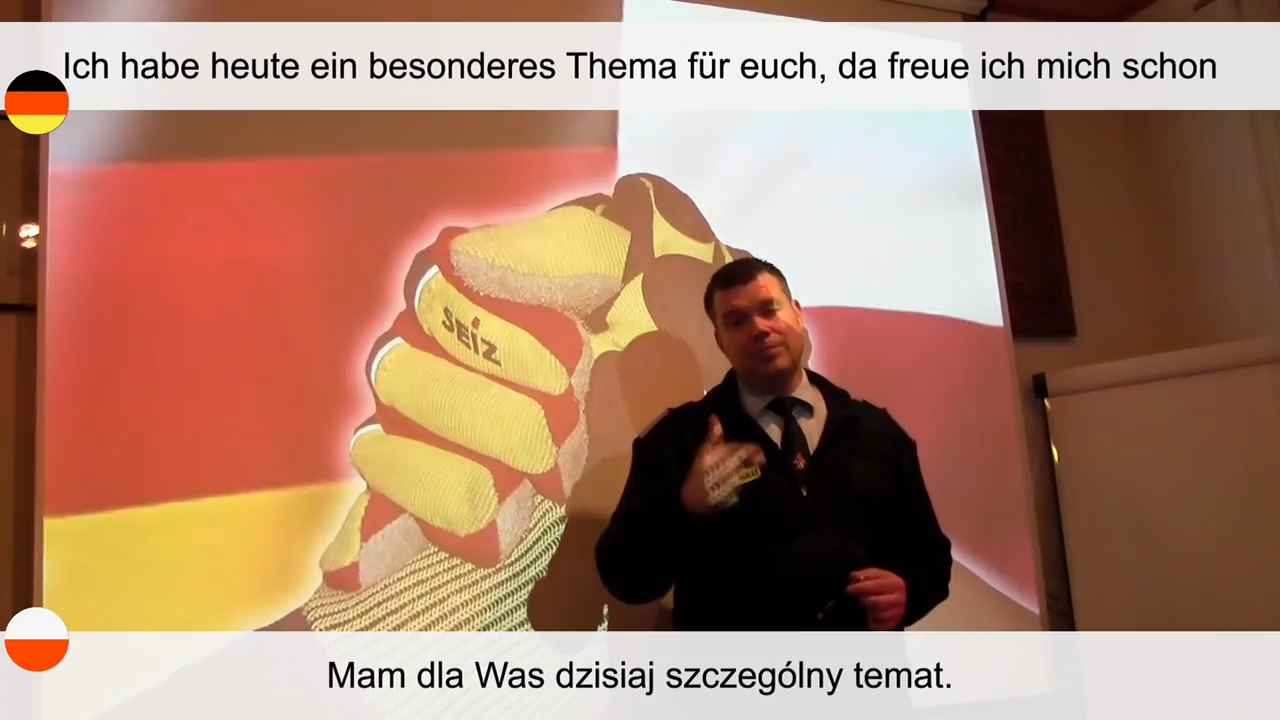 Ich habe heute ein besonderes Thema für euch, da freue ich mich schon
SEIZ
Mam dla Was dzisiaj szczególny temat.